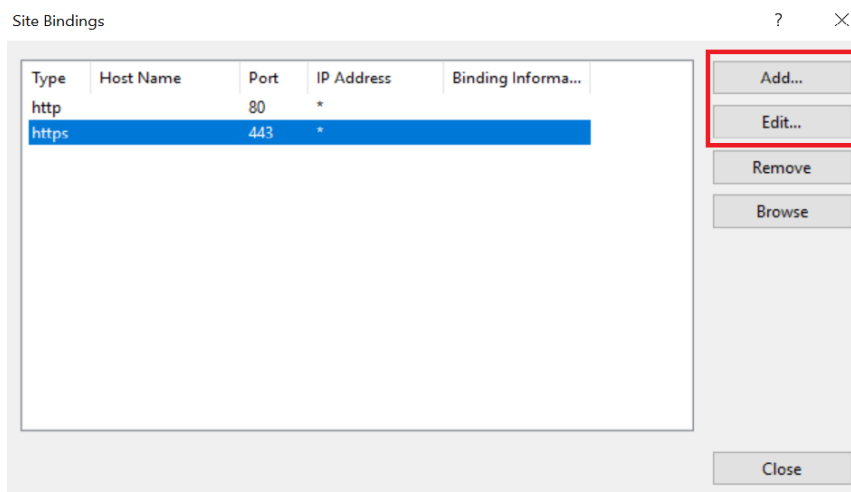 Site Bindings ?
Type Host Name Port IP Address Binding Informa...
http 80 *
https 443 *
Add...
Edit...
Remove
Browse
Close